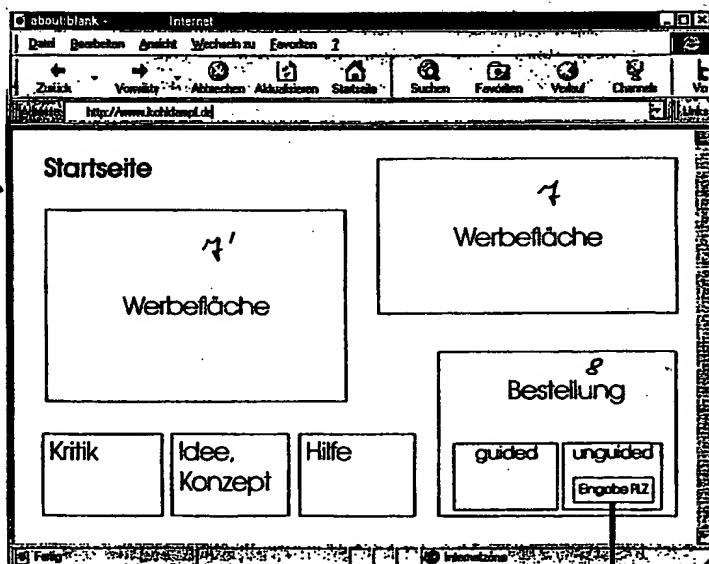 about:blank - Internet
Datei Bearbeiten Ansicht Wechseln zu Favoriten ?
Zurück Vorwärts Abbrechen Aktualisieren Startseite Suchen Favoriten Verlauf Channels Vo
http://www.kohldampf.de Links
Startseite
7
Werbefläche
7'
Werbefläche
8
Bestellung
guided unguided
Eingabe PLZ
Kritik Idee, Hilfe
Konzept
Fertig Internetzone